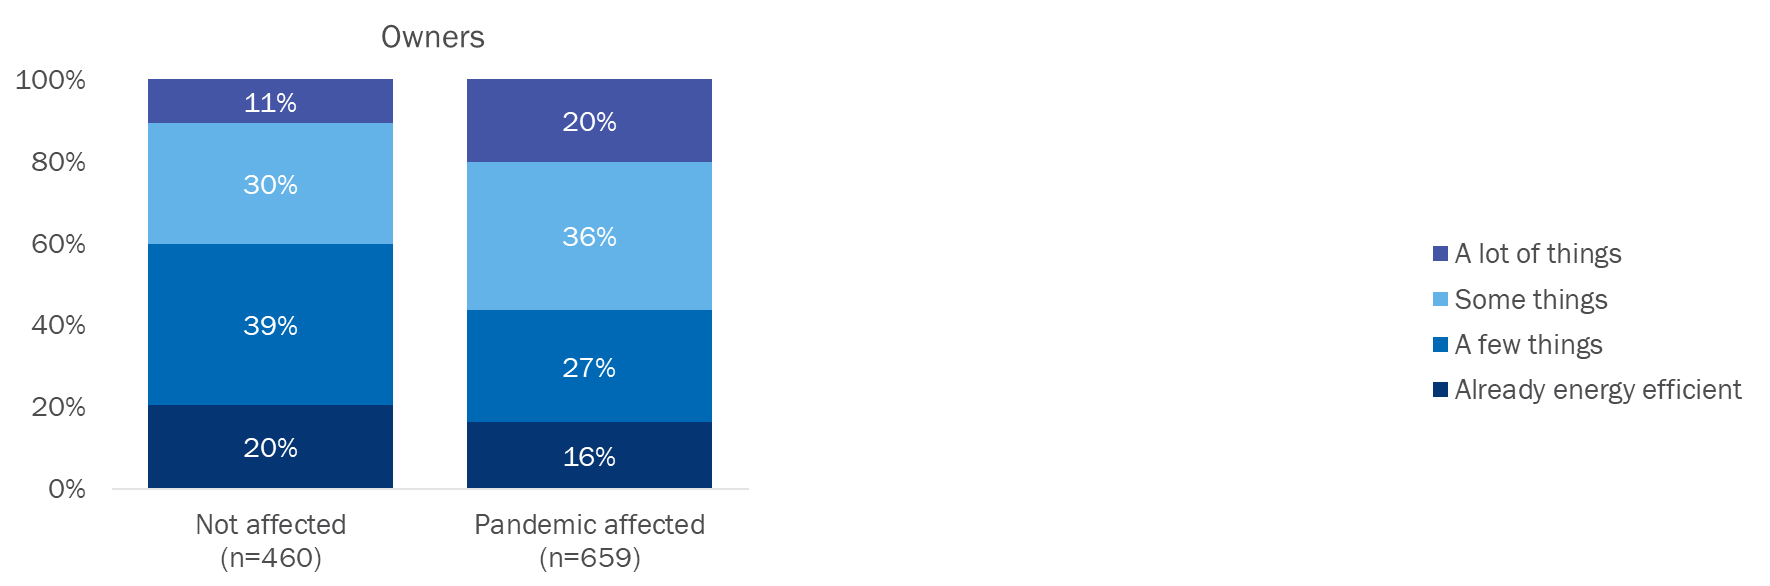 Owners
100%
80%
60%
40%
20%
0%
11%
30%
39%
20%
20%
36%
27%
16%
Not affected
(n=460)
Pandemic affected
(n=659)
A lot of things
Some things
A few things
Already energy efficient